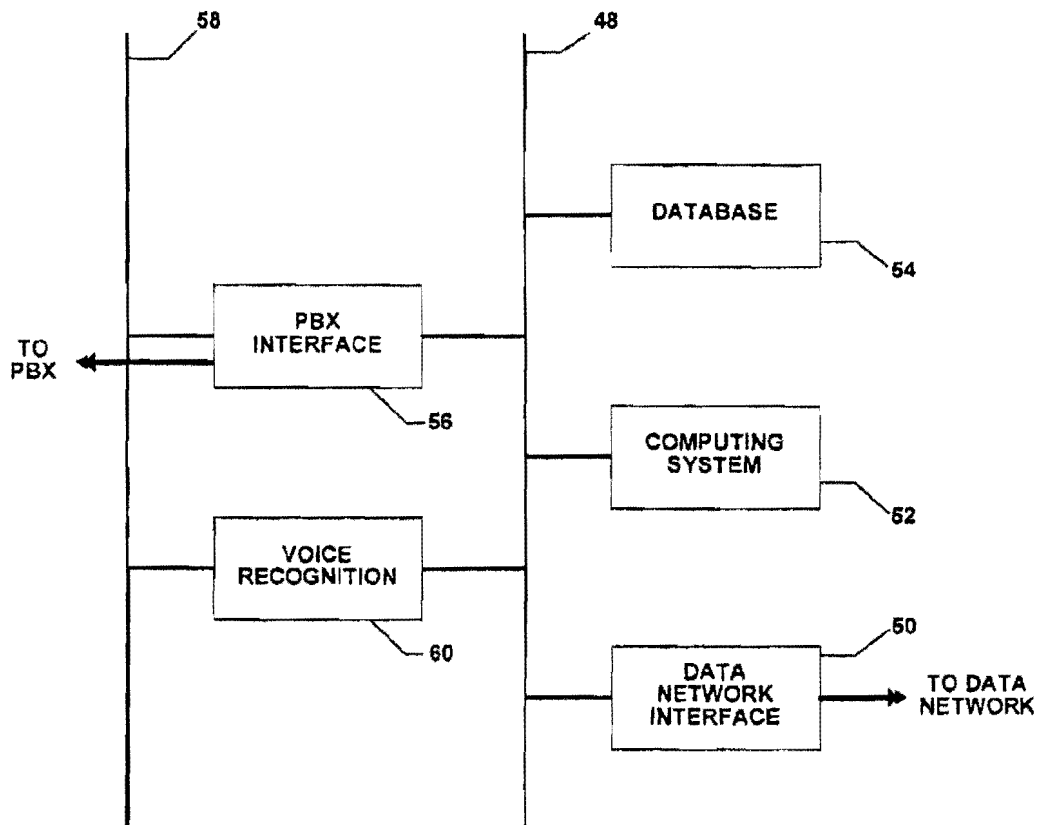 58
48
DATABASE
54
PBX
INTERFACE
TO
PBX
56
COMPUTING
SYSTEM
52
VOICE
RECOGNITION
60
50
DATA
NETWORK
INTERFACE
TO DATA
NETWORK